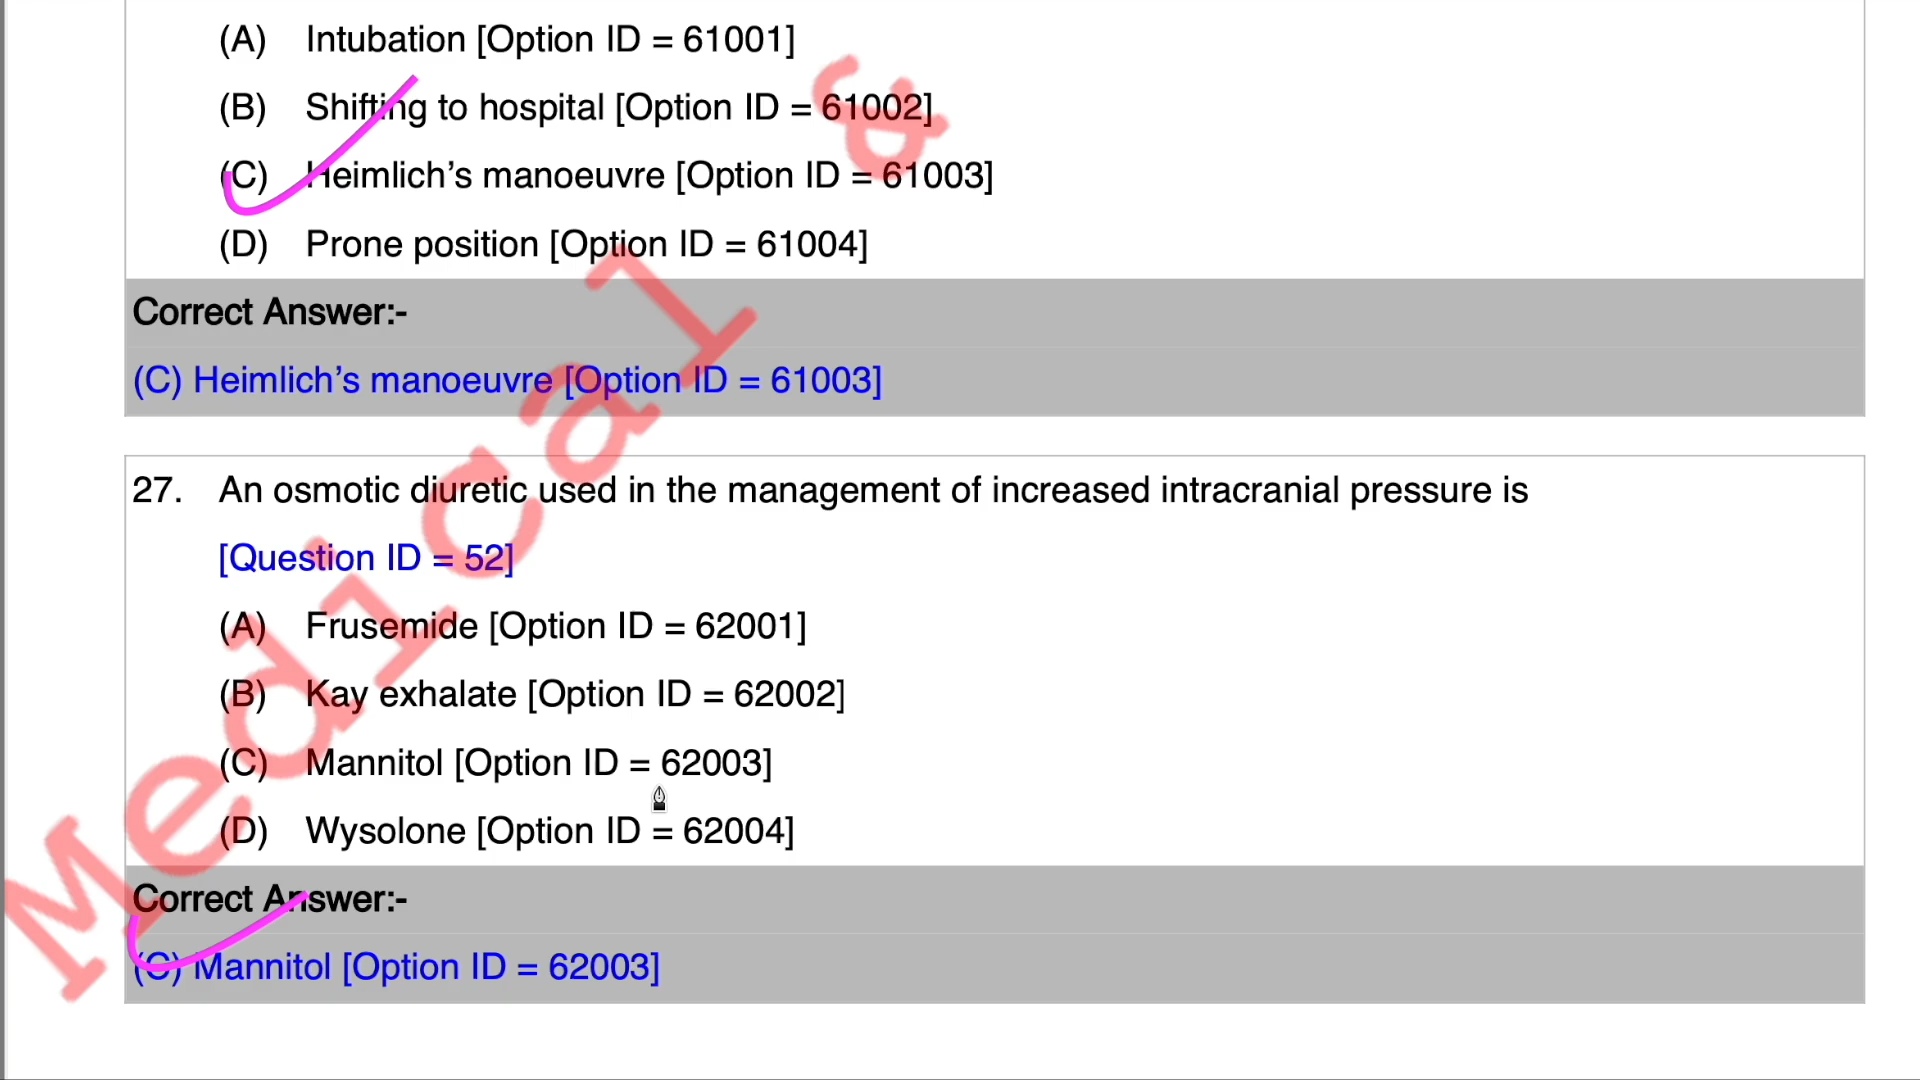 (A) Intubation [Option ID = 61001]
(B) Shifting to hospital [Option ID = 61002]
(C) Heimlich’s manoeuvre [Option ID = 61003]
(D) Prone position [Option ID = 61004]
Correct Answer:-
(C) Heimlich’s manoeuvre [Option ID = 61003]
27. An osmotic diuretic used in the management of increased intracranial pressure is
[Question ID = 52]
(A) Frusemide [Option ID = 62001]
(B) Kay exhalate [Option ID = 62002]
(C) Mannitol [Option ID = 62003]
(D) Wysolone [Option ID = 62004]
Correct Answer:-
(C) Mannitol [Option ID = 62003]
Medical &